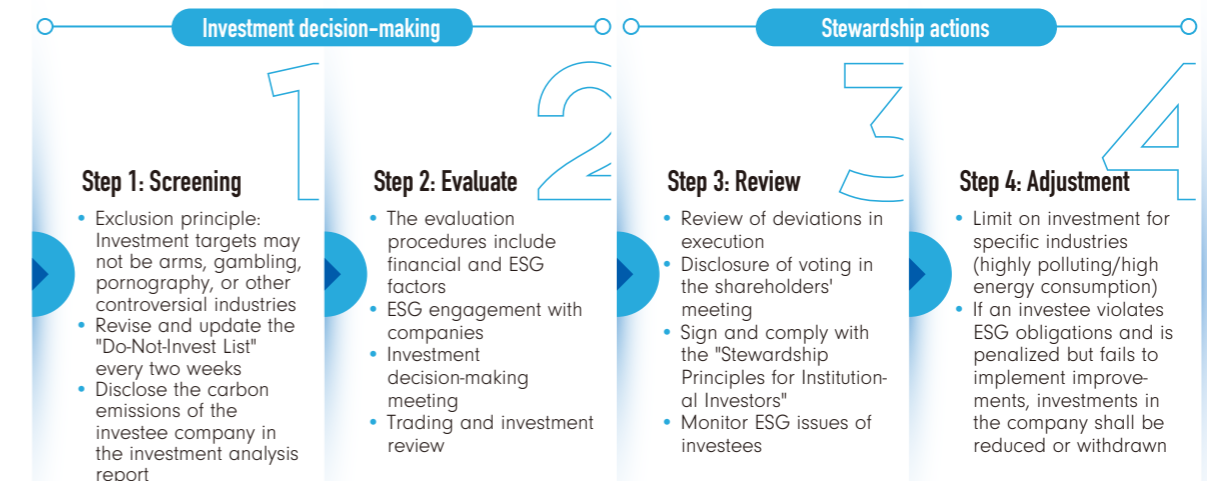 Investment decision-making
Stewardship actions
1
Step 1: Screening
• Exclusion principle:
Investment targets may
not be arms, gambling,
pornography, or other
controversial industries
• Revise and update the
"Do-Not-Invest List"
every two weeks
• Disclose the carbon
emissions of the
investee company in
the investment analysis
report
2
Step 2: Evaluate
• The evaluation
procedures include
financial and ESG
factors
• ESG engagement with
companies
• Investment
decision-making
meeting
• Trading and investment
review
3
Step 3: Review
• Review of deviations in
execution
• Disclosure of voting in
the shareholders'
meeting
• Sign and comply with
the "Stewardship
Principles for Institution-
al Investors"
• Monitor ESG issues of
investees
4
Step 4: Adjustment
• Limit on investment for
specific industries
(highly polluting/high
energy consumption)
• If an investee violates
ESG obligations and is
penalized but fails to
implement improve-
ments, investments in
the company shall be
reduced or withdrawn